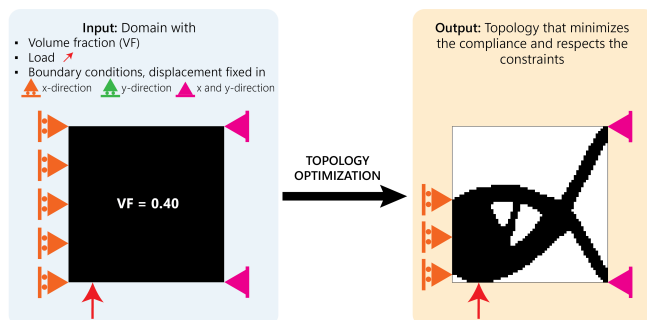 Input: Domain with
▪ Volume fraction (VF)
▪ Load
▪ Boundary conditions, displacement fixed in
x-direction y-direction x and y-direction
VF = 0.40
TOPOLOGY
OPTIMIZATION
Output: Topology that minimizes
the compliance and respects the
constraints